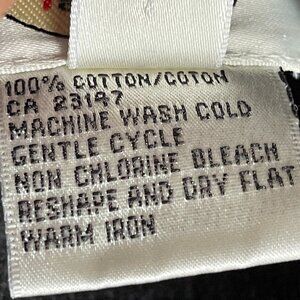 100% COTTON/COTON
CA 23197
MACHINE WASH COLD
GENTLE CYCLE
NON CHLORINE BLEACH
RESHAPE AND DRY FLAT
WARM IRON